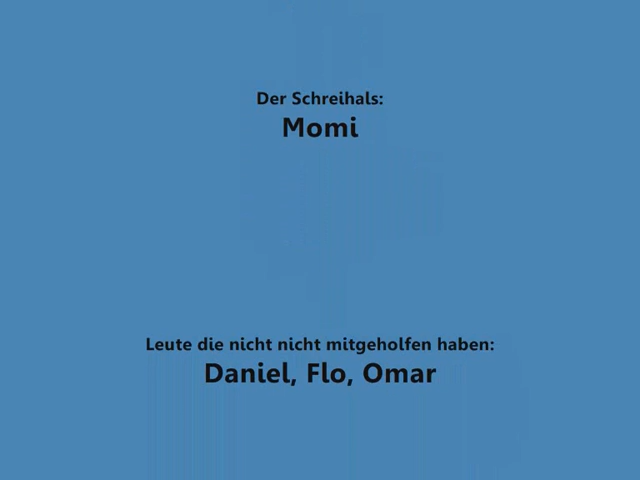 Der Schreihals:
Momi
Leute die nicht nicht mitgeholfen haben:
Daniel, Flo, Omar